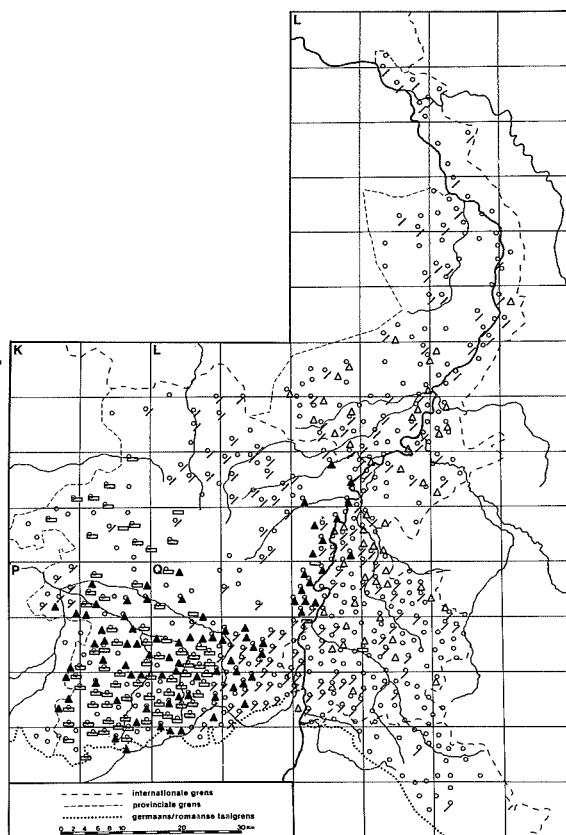 L
K L
P Q
internationale grens
provinciale grens
germaans/romaanse taalgrens
0 2 4 6 8 10 20 30 KM